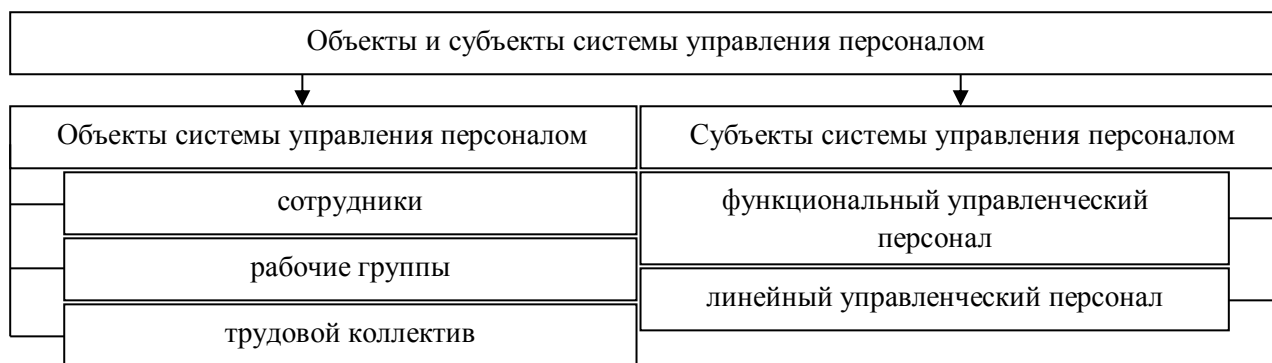 Объекты и субъекты системы управления персоналом
Объекты системы управления персоналом
сотрудники
рабочие группы
трудовой коллектив
Субъекты системы управления персоналом
функциональный управленческий
персонал
линейный управленческий персонал